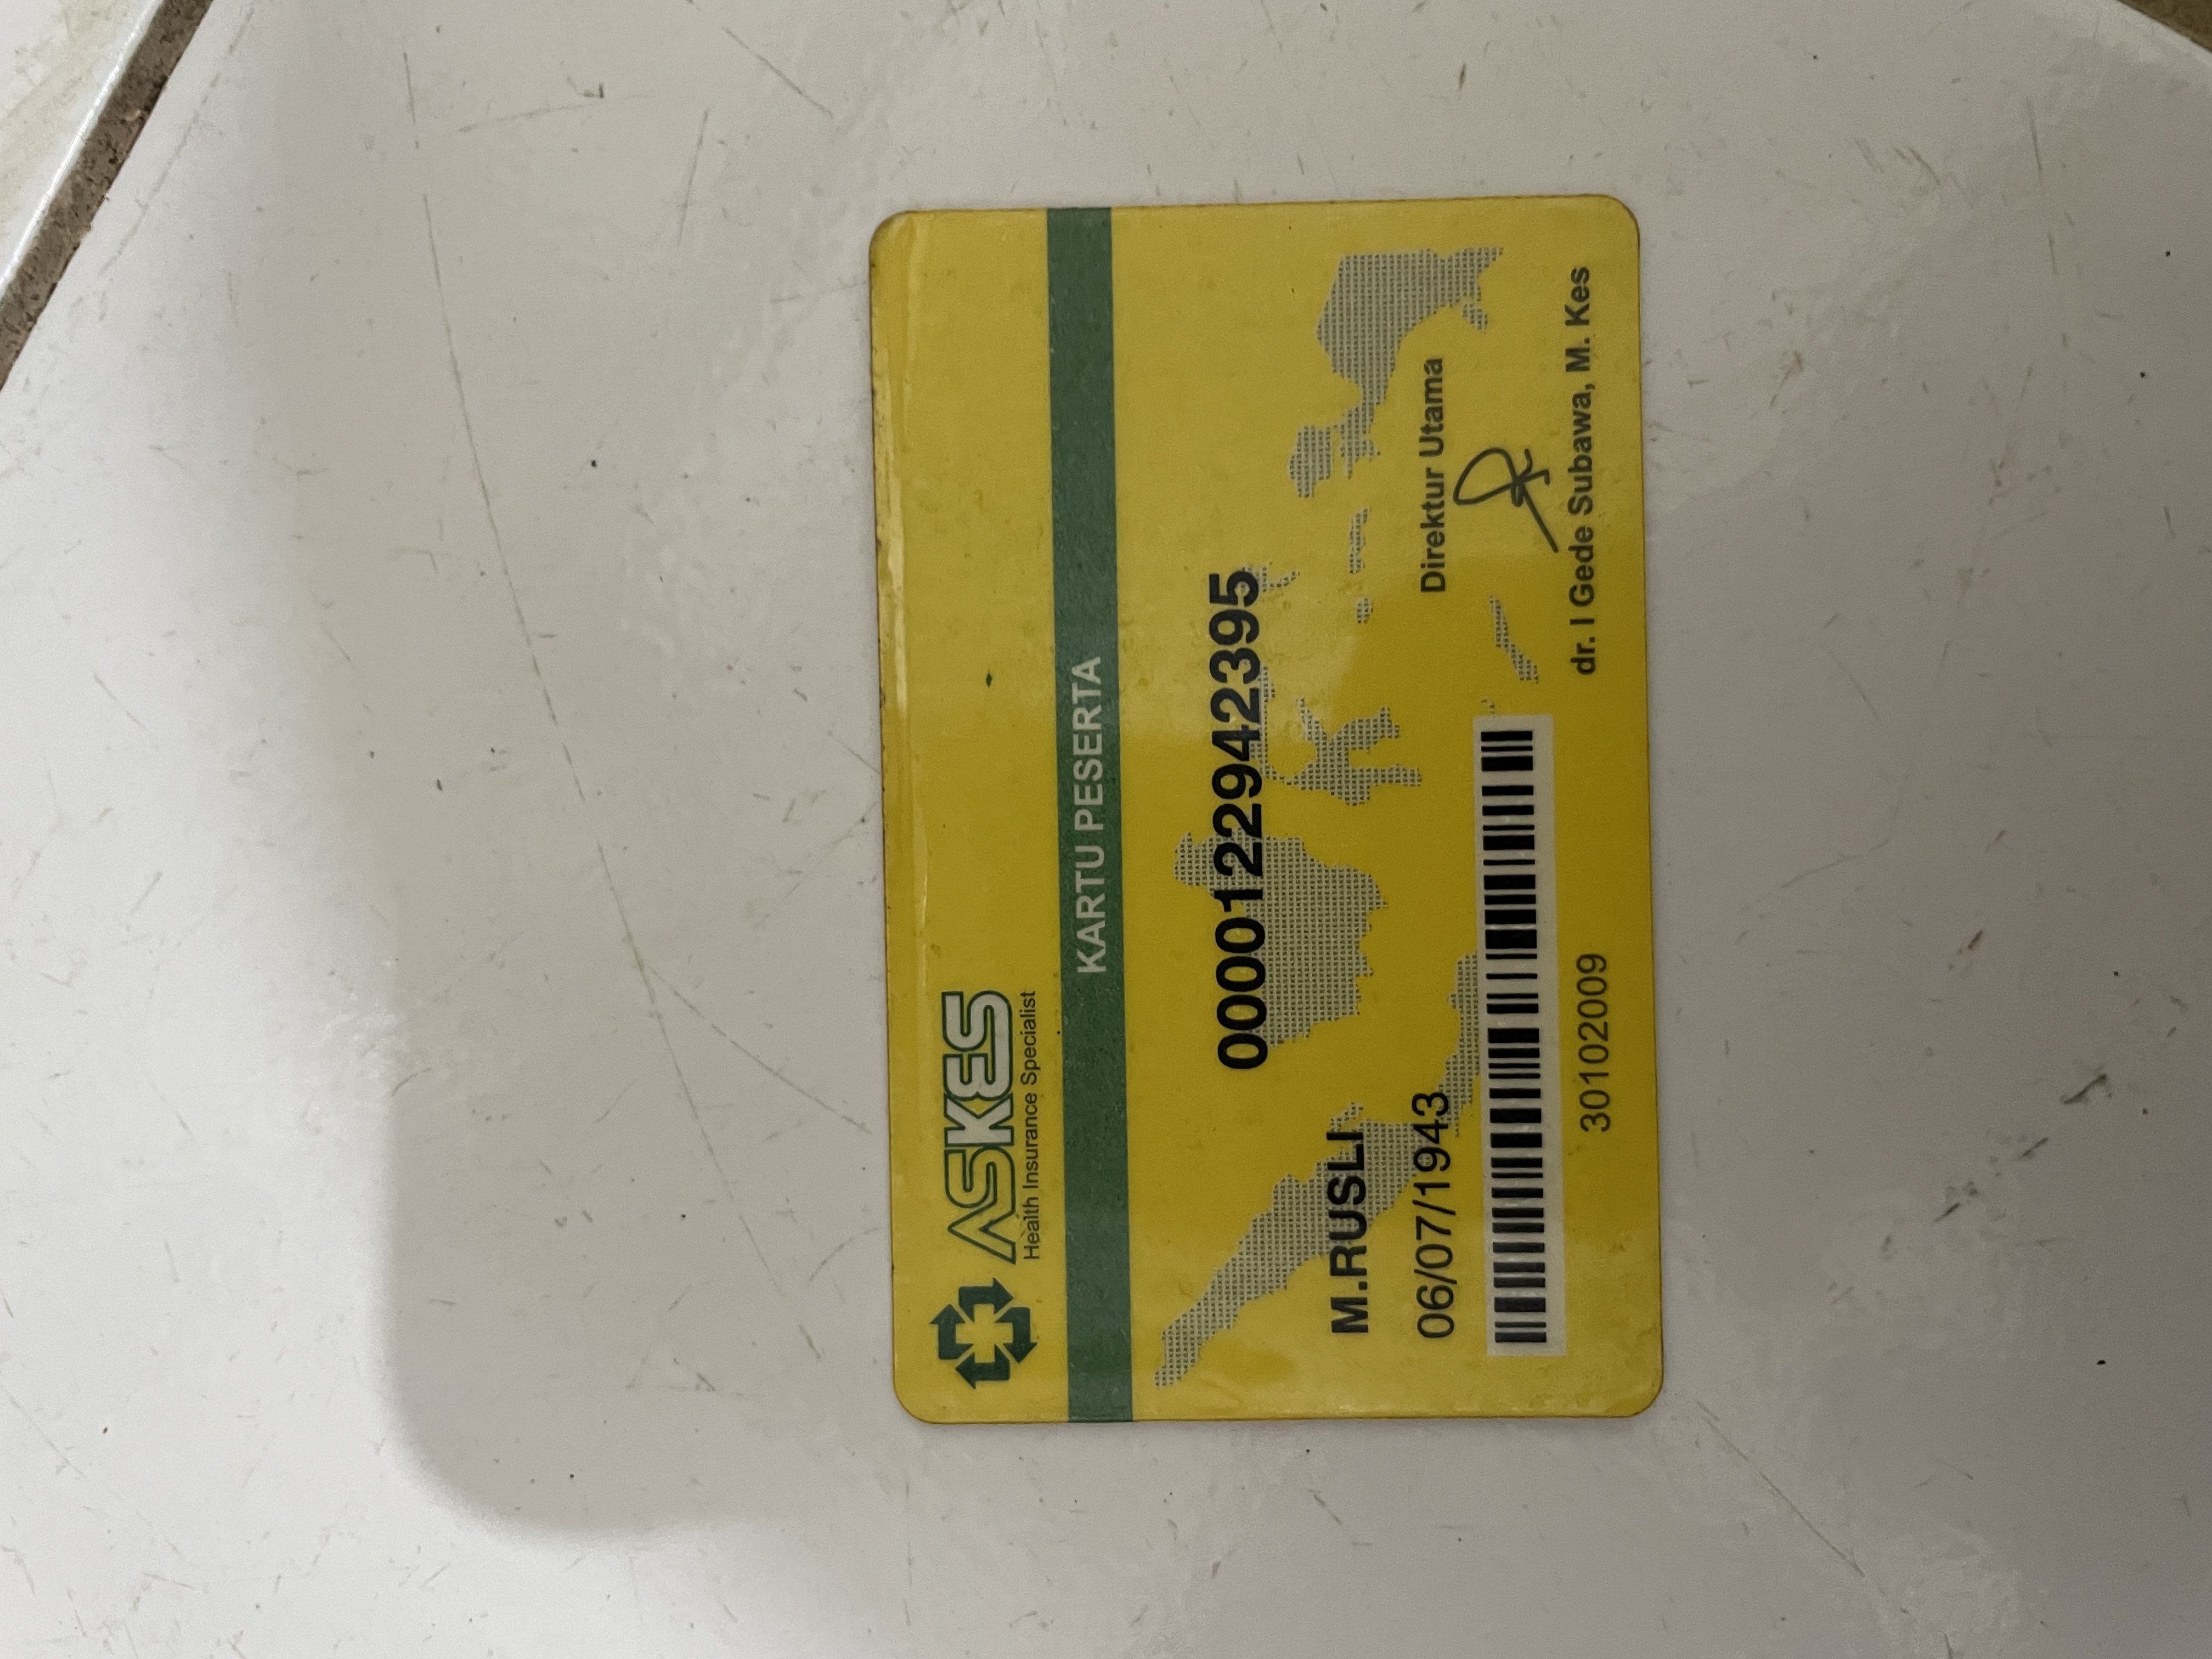 ASKES
Health Insurance Specialist
KARTU PESERTA
0000122942395
M.RUSLI
06/07/1943
Direktur Utama
30102009
dr. I Gede Subawa, M. Kes